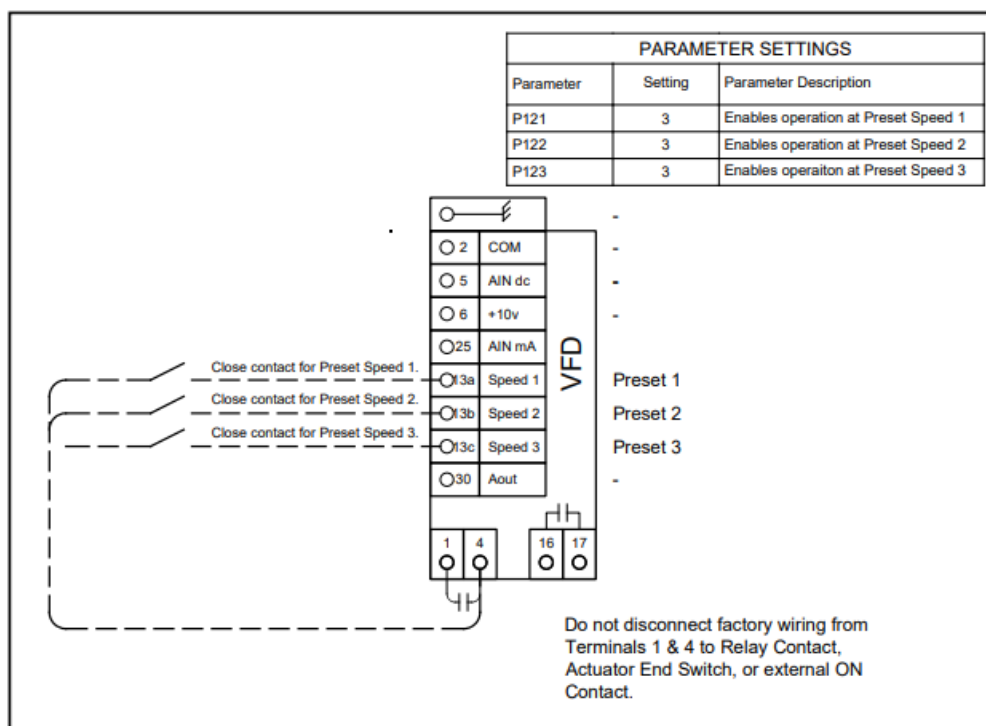 PARAMETER SETTINGS
Parameter Setting Parameter Description
P121 3 Enables operation at Preset Speed 1
P122 3 Enables operation at Preset Speed 2
P123 3 Enables operaiton at Preset Speed 3
-
2 COM -
5 AIN dc -
6 +10v -
25 AIN mA
VFD
Close contact for Preset Speed 1. 13a Speed 1 Preset 1
Close contact for Preset Speed 2. 13b Speed 2 Preset 2
Close contact for Preset Speed 3. 13c Speed 3 Preset 3
30 Aout -
1 4 16 17
Do not disconnect factory wiring from
Terminals 1 & 4 to Relay Contact,
Actuator End Switch, or external ON
Contact.